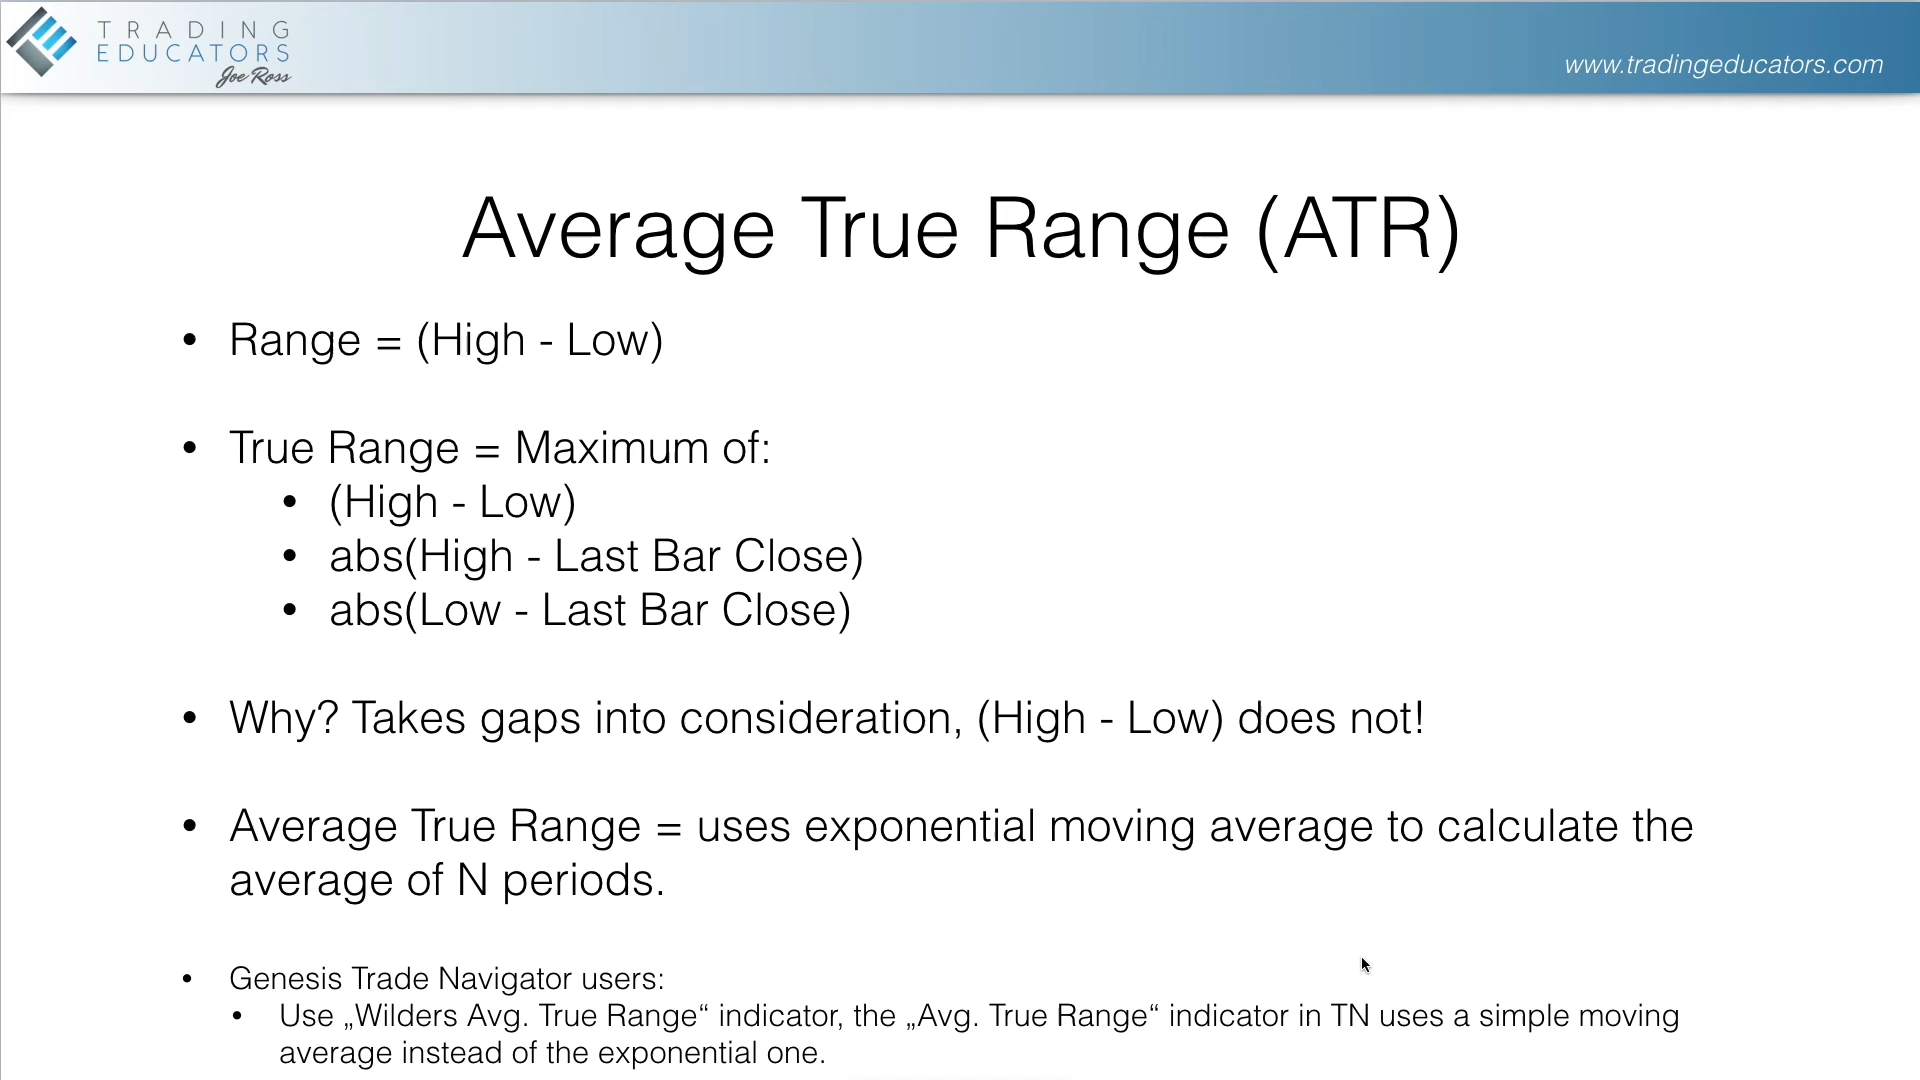 TRADING
EDUCATORS
Joe Ross
www.tradingeducators.com
Average True Range (ATR)
• Range = (High - Low)
• True Range = Maximum of:
• (High - Low)
• abs(High - Last Bar Close)
• abs(Low - Last Bar Close)
• Why? Takes gaps into consideration, (High - Low) does not!
• Average True Range = uses exponential moving average to calculate the
average of N periods.
• Genesis Trade Navigator users:
• Use „Wilders Avg. True Range“ indicator, the „Avg. True Range“ indicator in TN uses a simple moving
average instead of the exponential one.